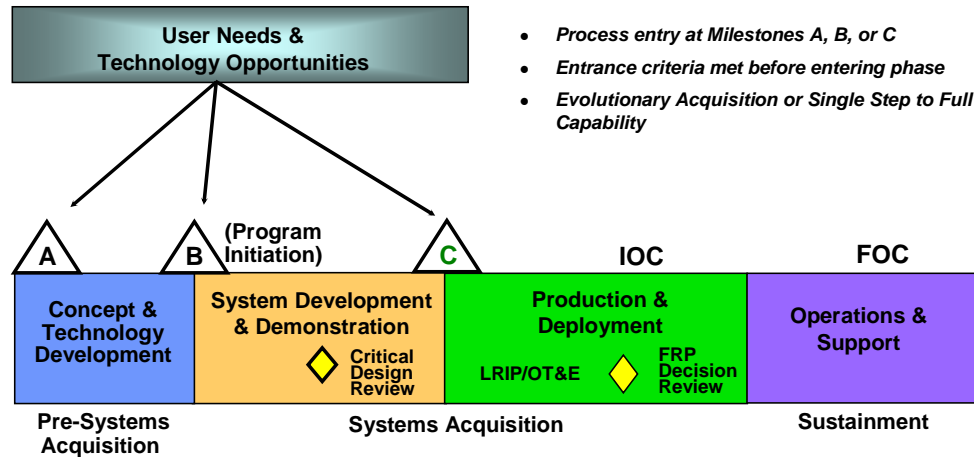 User Needs &
Technology Opportunities
• Process entry at Milestones A, B, or C
• Entrance criteria met before entering phase
• Evolutionary Acquisition or Single Step to Full
Capability
A
B
(Program
Initiation)
C
IOC
FOC
Concept &
Technology
Development
System Development
& Demonstration
Critical
Design
Review
Production &
Deployment
LRIP/OT&E
FRP
Decision
Review
Operations &
Support
Pre-Systems
Acquisition
Systems Acquisition
Sustainment